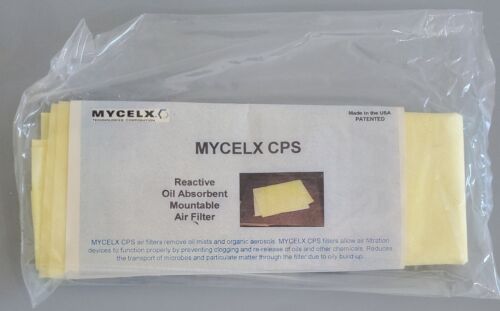 MYCELX
TECHNOLOGIES CORPORATION
Made in the USA
PATENTED
MYCELX CPS
Reactive
Oil Absorbent
Mountable
Air Filter
MYCELX CPS air filters remove oil mists and organic aerosols. MYCELX CPS filters allow air filtration
devices to function properly by preventing clogging and re-release of oils and other chemicals. Reduces
the transport of microbes and particulate matter through the filter due to oily build-up.